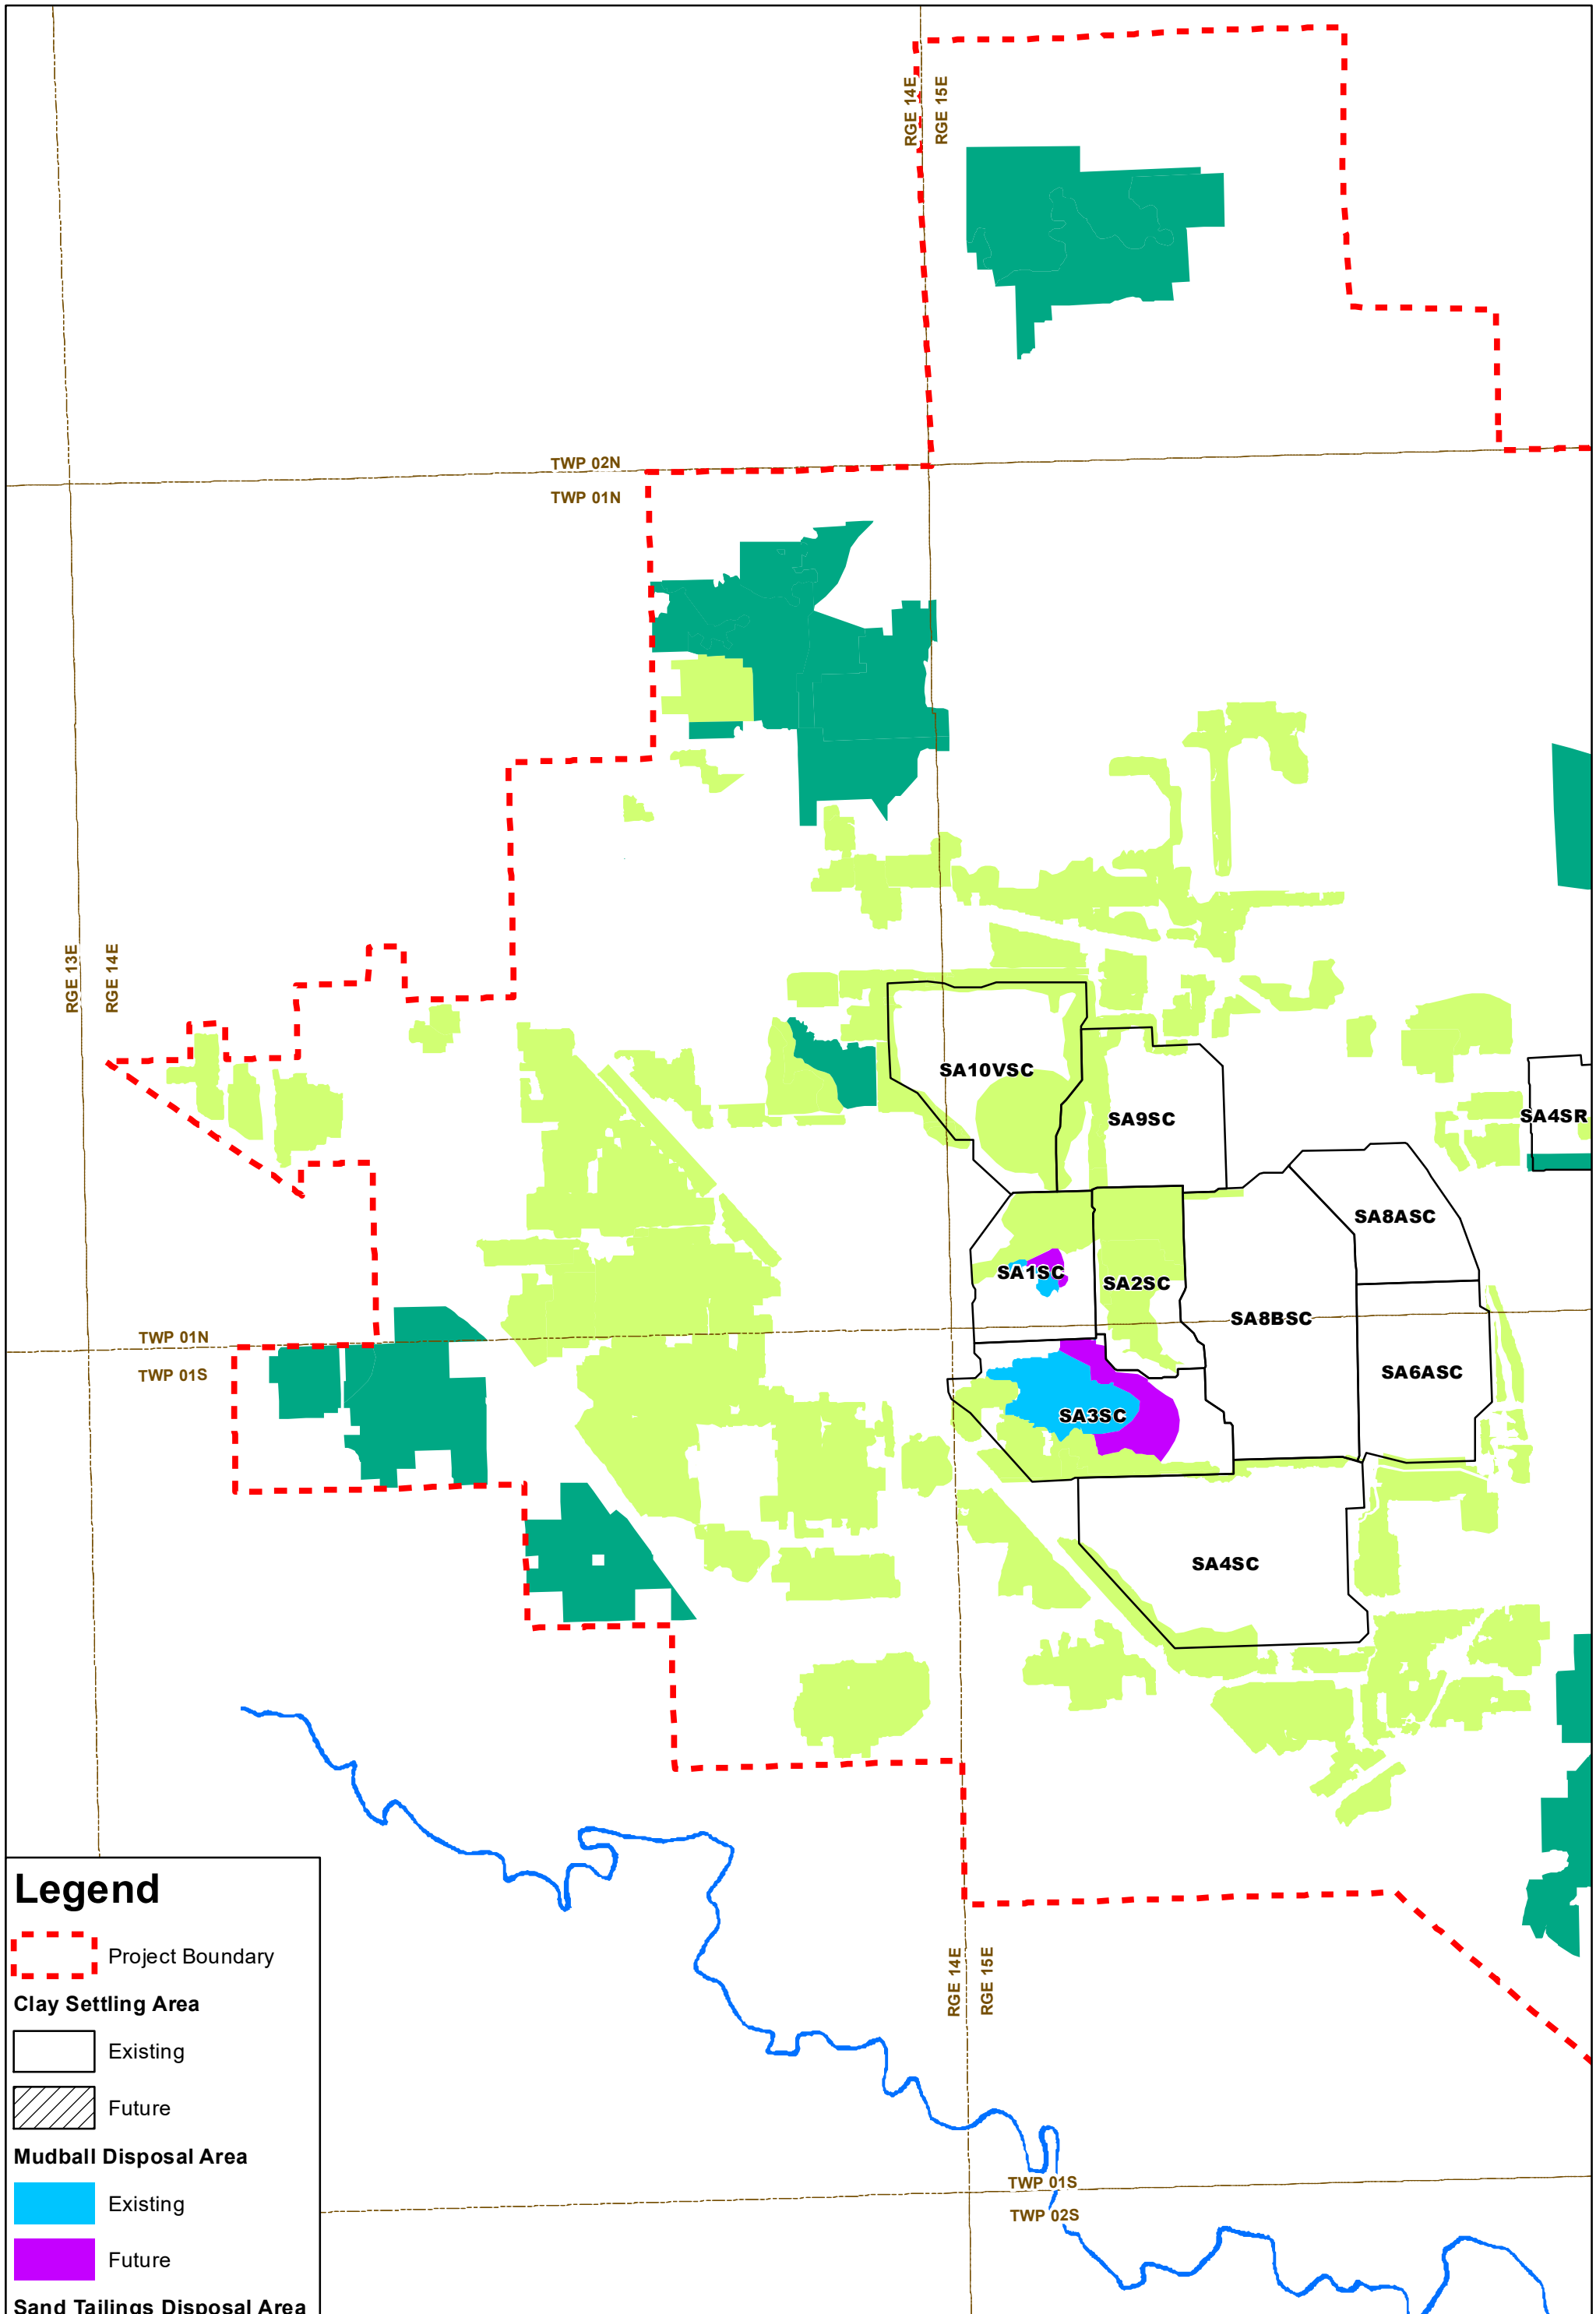 RGE 14E
RGE 15E
TWP 02N
TWP 01N
RGE 13E
RGE 14E
SA10VSC
SA9SC
SA4SR
SA8ASC
SA1SC
SA2SC
SA8BSC
TWP 01N
TWP 01S
SA6ASC
SA3SC
SA4SC
RGE 14E
RGE 15E
TWP 01S
TWP 02S
Legend
Project Boundary
Clay Settling Area
Existing
Future
Mudball Disposal Area
Existing
Future
Sand Tailings Disposal Area